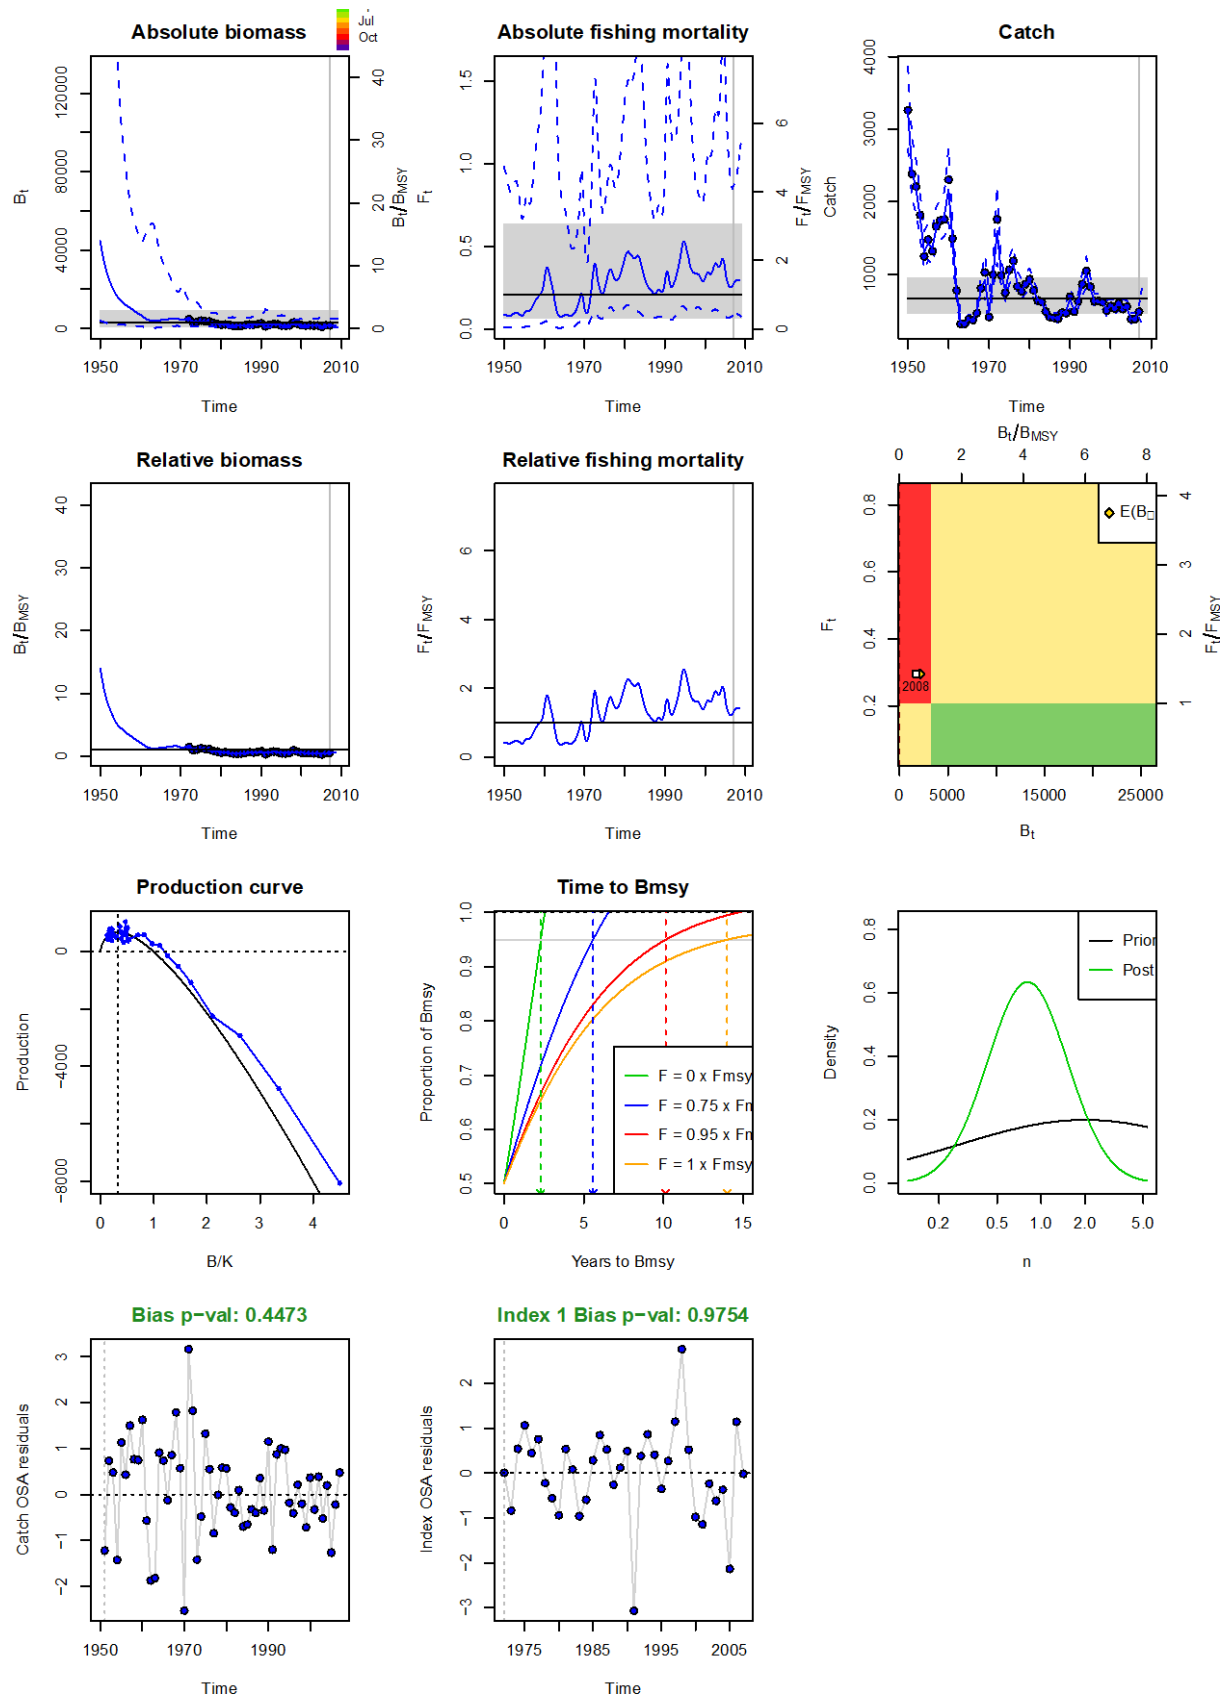 Absolute biomass
Jul
Oct
0 40000 80000 120000
Bt
0 10 20 30 40
Bt/BMSY
1950 1970 1990 2010
Time
Absolute fishing mortality
0.0 0.5 1.0 1.5
Ft
0 2 4 6
Ft/FMSY
1950 1970 1990 2010
Time
Catch
1000 2000 3000 4000
Catch
1950 1970 1990 2010
Time
Relative biomass
0 10 20 30 40
Bt/BMSY
1950 1970 1990 2010
Time
Relative fishing mortality
0 2 4 6
Ft/FMSY
1950 1970 1990 2010
Time
Bt/BMSY
0 2 4 6 8
0.2 0.4 0.6 0.8
Ft
E(B□
2008
1 2 3 4
Ft/FMSY
0 5000 15000 25000
Bt
Production curve
−8000 −4000 0
Production
0 1 2 3 4
B/K
Time to Bmsy
0.5 0.6 0.7 0.8 0.9 1.0
Proportion of Bmsy
F = 0 x Fmsy
F = 0.75 x Fm
F = 0.95 x Fm
F = 1 x Fmsy
0 5 10 15
Years to Bmsy
0.0 0.2 0.4 0.6 0.8
Density
Prior
Post
0.2 0.5 1.0 2.0 5.0
n
Bias p−val: 0.4473
−2 −1 0 1 2 3
Catch OSA residuals
1950 1970 1990
Time
Index 1 Bias p−val: 0.9754
−3 −2 −1 0 1 2
Index OSA residuals
1975 1985 1995 2005
Time